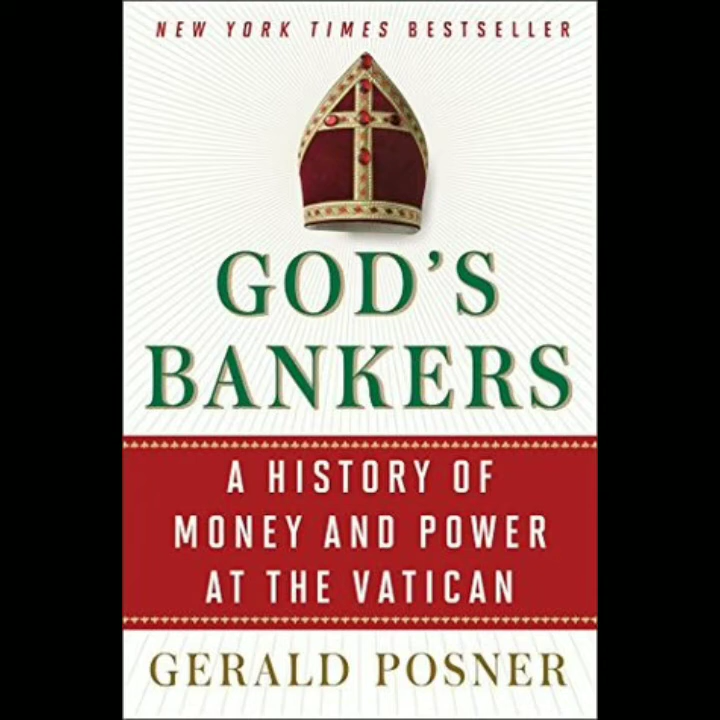 NEW YORK TIMES BESTSELLER
GOD'S
BANKERS
A HISTORY OF
MONEY AND POWER
AT THE VATICAN
GERALD POSNER